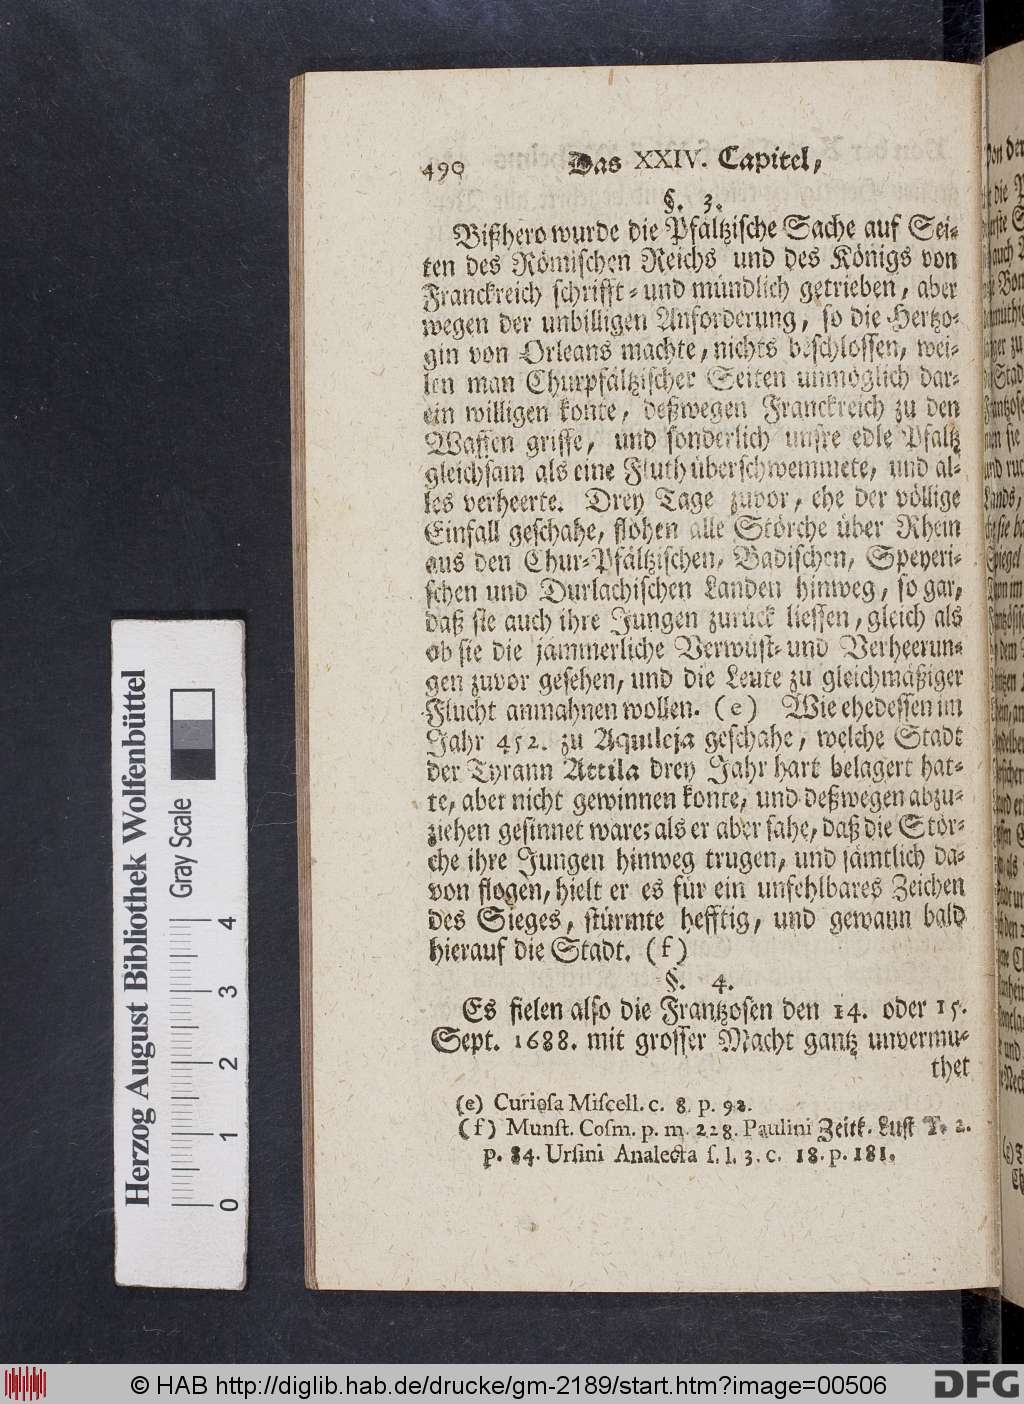 490 Das XXIV. Capitel,
§. 3.
Bißhero wurde die Pfältzische Sache auf Sei-
ten des Römischen Reichs und des Königs von
Franckreich schrifft- und mündlich getrieben, aber
wegen der unbilligen Anforderung, so die Hertzo-
gin von Orleans machte, nichts beschlossen, wei-
len man Churpfältzischer Seiten unmöglich dar-
ein willigen konte, deßwegen Franckreich zu den
Waffen griffe, und sonderlich unsre edle Pfaltz
gleichsam als eine Fluth überschwemmete, und al-
les verheerte. Drey Tage zuvor, ehe der völlige
Einfall geschahe, flohen alle Störche über Rhein
aus den Chur-Pfältzischen, Badischen, Speyeri-
schen und Durlachischen Landen hinweg, so gar,
daß sie auch ihre Jungen zurück liessen, gleich als
ob sie die jämmerliche Verwüst- und Verheerun-
gen zuvor gesehen, und die Leute zu gleichmäßiger
Flucht anmahnen wollen. (e) Wie ehedessen im
Jahr 452. zu Aquileja geschahe, welche Stadt
der Tyrann Attila drey Jahr hart belagert hat-
te, aber nicht gewinnen konte, und deßwegen abzu-
ziehen gesinnet ware; als er aber sahe, daß die Stör-
che ihre Jungen hinweg trugen, und sämtlich da-
von flogen, hielt er es für ein unfehlbares Zeichen
des Sieges, stürmte hefftig, und gewann bald
hierauf die Stadt. (f)
§. 4.
Es fielen also die Frantzosen den 14. oder 15.
Sept. 1688. mit grosser Macht gantz unvermu-
thet
(e) Curiosa Miscell. c. 8. p. 92.
(f) Munst. Cosm. p. m. 228. Paulini Zeitk. Lust T. 2.
p. 84. Ursini Analecta s. l. 3. c. 18. p. 181.
Herzog August Bibliothek Wolfenbüttel
Gray Scale
0 1 2 3 4
© HAB http://diglib.hab.de/drucke/gm-2189/start.htm?image=00506
DFG